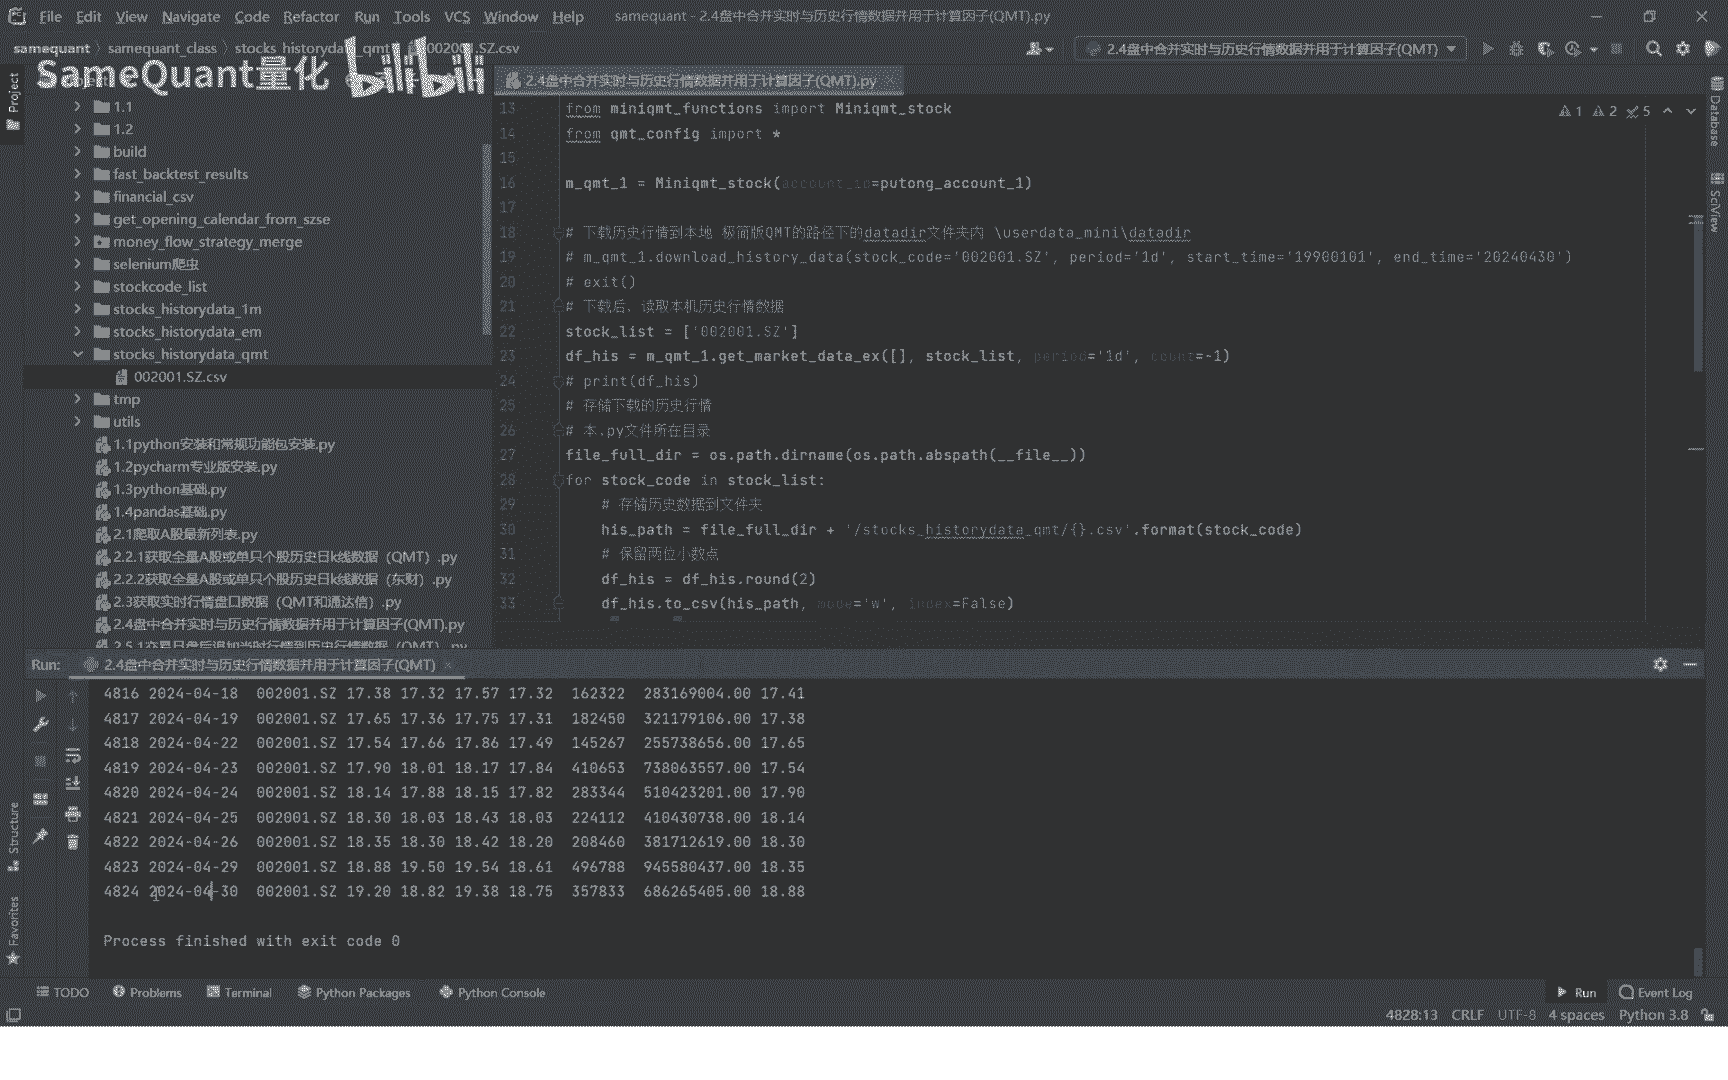 File Edit View Navigate Code Refactor Run Tools VCS Window Help samequant - 2.4盘中合并实时与历史行情数据并用于计算因子(QMT).py
samequant samequant_class stocks_historydata_qmt 002001.SZ.csv 2.4盘中合并实时与历史行情数据并用于计算因子(QMT)
SameQuant量化 bilibili
2.4盘中合并实时与历史行情数据并用于计算因子(QMT).py
Project
1.1
1.2
build
fast_backtest_results
financial_csv
get_opening_calendar_from_szse
money_flow_strategy_merge
selenium爬虫
stockcode_list
stocks_historydata_1m
stocks_historydata_em
stocks_historydata_qmt
002001.SZ.csv
tmp
utils
1.1python安装和常规功能包安装.py
1.2pycharm专业版安装.py
1.3python基础.py
1.4pandas基础.py
2.1爬取A股最新列表.py
2.2.1获取全量A股或单只个股历史日k线数据（QMT）.py
2.2.2获取全量A股或单只个股历史日k线数据（东财）.py
2.3获取实时行情盘口数据（QMT和通达信）.py
2.4盘中合并实时与历史行情数据并用于计算因子(QMT).py
2.5.1交易日盘后追加当时行情到历史行情数据（QMT）.py
1 2 5
13 from miniqmt_functions import Miniqmt_stock
14 from qmt_config import *
15
16 m_qmt_1 = Miniqmt_stock(account_id=putong_account_1)
17
18 # 下载历史行情到本地 极简版QMT的路径下的datadir文件夹内 \userdata_mini\datadir
19 # m_qmt_1.download_history_data(stock_code='002001.SZ', period='1d', start_time='19900101', end_time='20240430')
20 # exit()
21 # 下载后，读取本机历史行情数据
22 stock_list = ['002001.SZ']
23 df_his = m_qmt_1.get_market_data_ex([], stock_list, period='1d', count=-1)
24 # print(df_his)
25 # 存储下载的历史行情
26 # 本.py文件所在目录
27 file_full_dir = os.path.dirname(os.path.abspath(__file__))
28 for stock_code in stock_list:
29 # 存储历史数据到文件夹
30 his_path = file_full_dir + '/stocks_historydata_qmt/{}.csv'.format(stock_code)
31 # 保留两位小数点
32 df_his = df_his.round(2)
33 df_his.to_csv(his_path, mode='w', index=False)
Database
SciView
Run: 2.4盘中合并实时与历史行情数据并用于计算因子(QMT)
4816 2024-04-18 002001.SZ 17.38 17.32 17.57 17.32 162322 283169004.00 17.41
4817 2024-04-19 002001.SZ 17.65 17.36 17.75 17.31 182450 321179106.00 17.38
4818 2024-04-22 002001.SZ 17.54 17.66 17.86 17.49 145267 255738656.00 17.65
4819 2024-04-23 002001.SZ 17.90 18.01 18.17 17.84 410653 738063557.00 17.54
4820 2024-04-24 002001.SZ 18.14 17.88 18.15 17.82 283344 510423201.00 17.90
4821 2024-04-25 002001.SZ 18.30 18.03 18.43 18.03 224112 410430738.00 18.14
4822 2024-04-26 002001.SZ 18.35 18.30 18.42 18.20 208460 381712619.00 18.30
4823 2024-04-29 002001.SZ 18.88 19.50 19.54 18.61 496788 945580437.00 18.35
4824 2024-04-30 002001.SZ 19.20 18.82 19.38 18.75 357833 686265405.00 18.88
Process finished with exit code 0
Structure
Favorites
TODO Problems Terminal Python Packages Python Console Run Event Log
4828:13 CRLF UTF-8 4 spaces Python 3.8